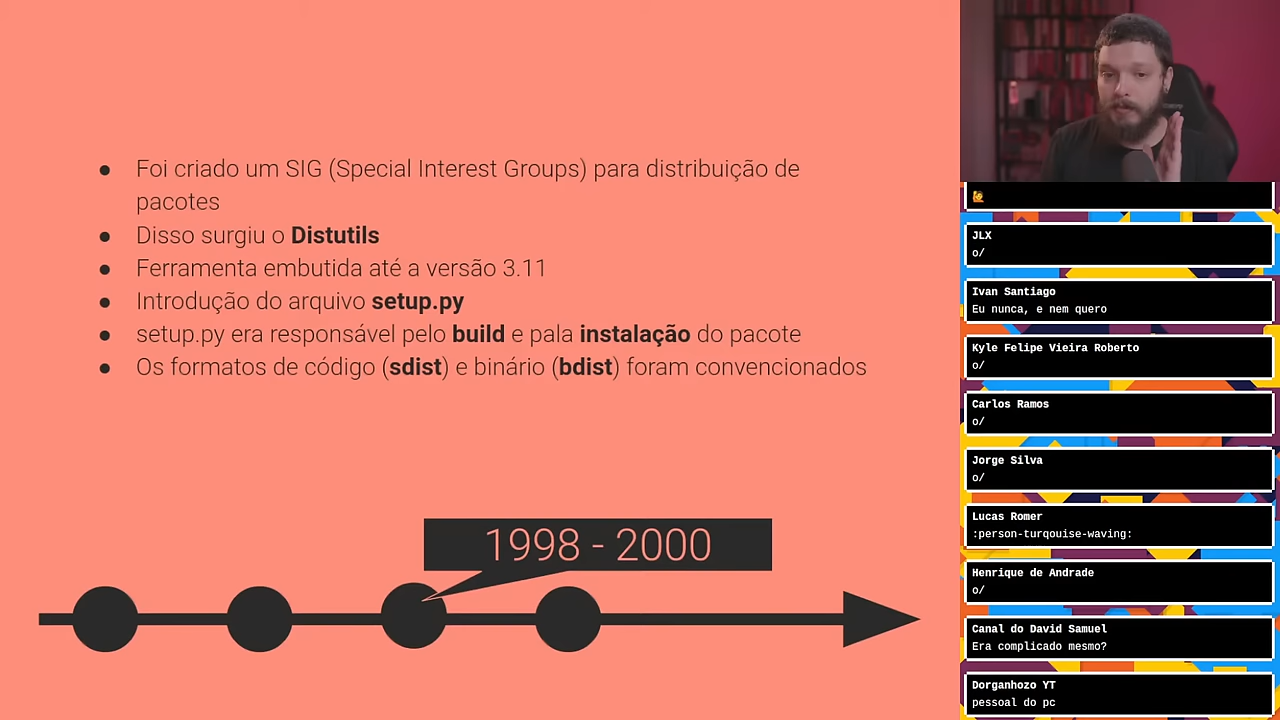 Foi criado um SIG (Special Interest Groups) para distribuição de
pacotes
Disso surgiu o Distutils
Ferramenta embutida até a versão 3.11
Introdução do arquivo setup.py
setup.py era responsável pelo build e pala instalação do pacote
Os formatos de código (sdist) e binário (bdist) foram convencionados
1998 - 2000
JLX
o/
Ivan Santiago
Eu nunca, e nem quero
Kyle Felipe Vieira Roberto
o/
Carlos Ramos
o/
Jorge Silva
o/
Lucas Romer
:person-turqouise-waving:
Henrique de Andrade
o/
Canal do David Samuel
Era complicado mesmo?
Dorganhozo YT
pessoal do pc